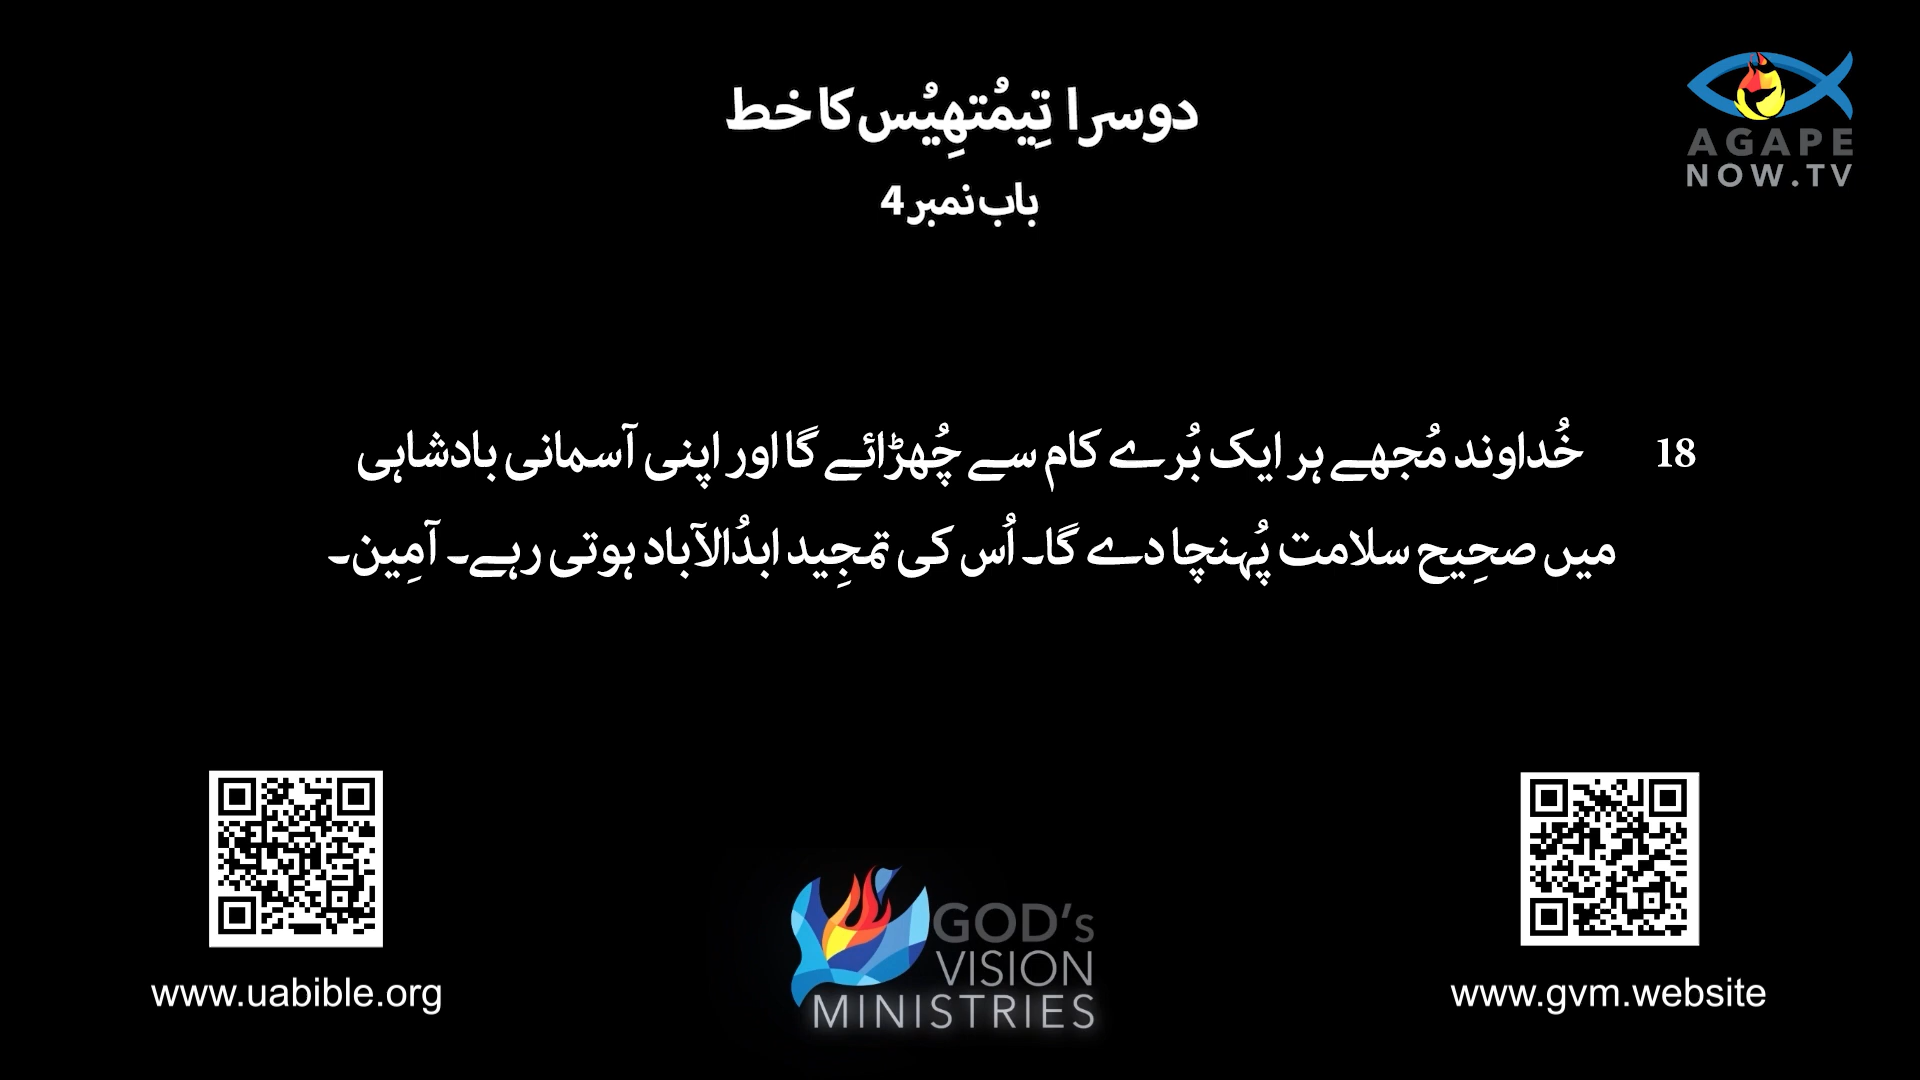 دوسرا تِیمُتھِیُس کا خط
باب نمبر 4
AGAPE
NOW.TV
18 خُداوند مُجھے ہر ایک بُرے کام سے چُھڑائے گا اور اپنی آسمانی بادشاہی
میں صحِیح سلامت پُہنچا دے گا۔ اُس کی تمجِید ابدُالآباد ہوتی رہے۔ آمِین۔
www.uabible.org
GOD's
VISION
MINISTRIES
www.gvm.website